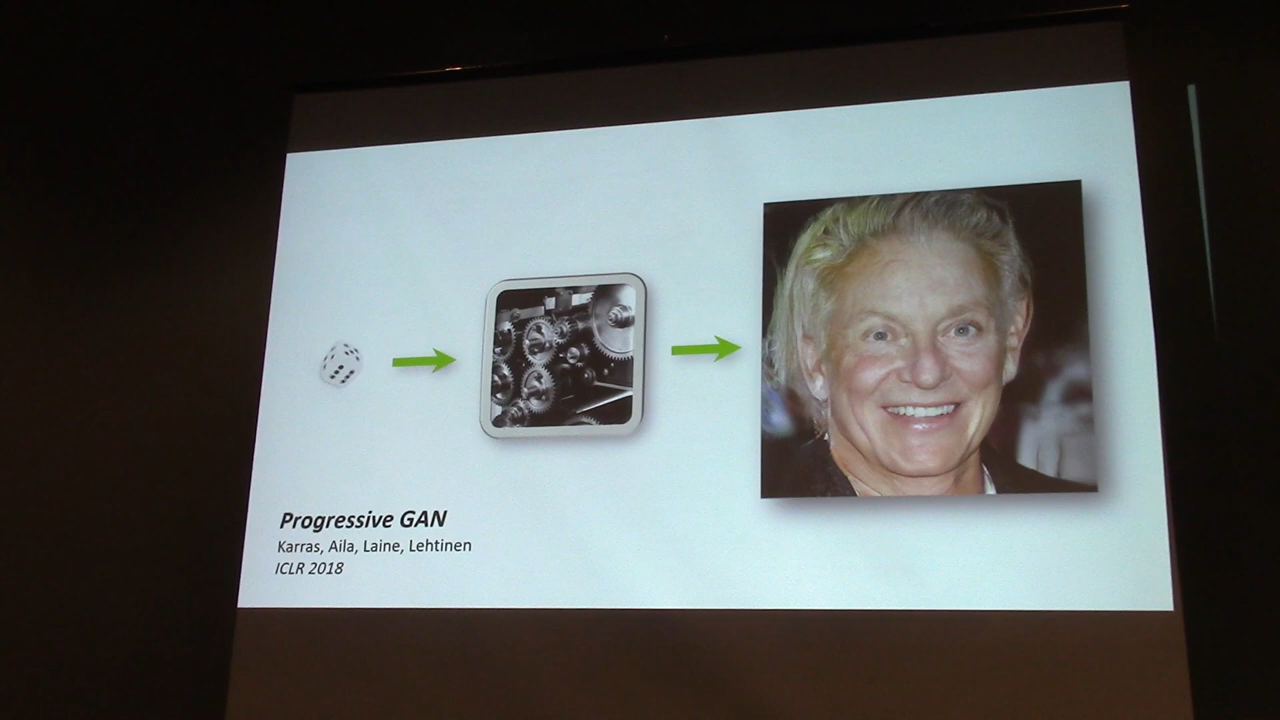 Progressive GAN
Karras, Aila, Laine, Lehtinen
ICLR 2018